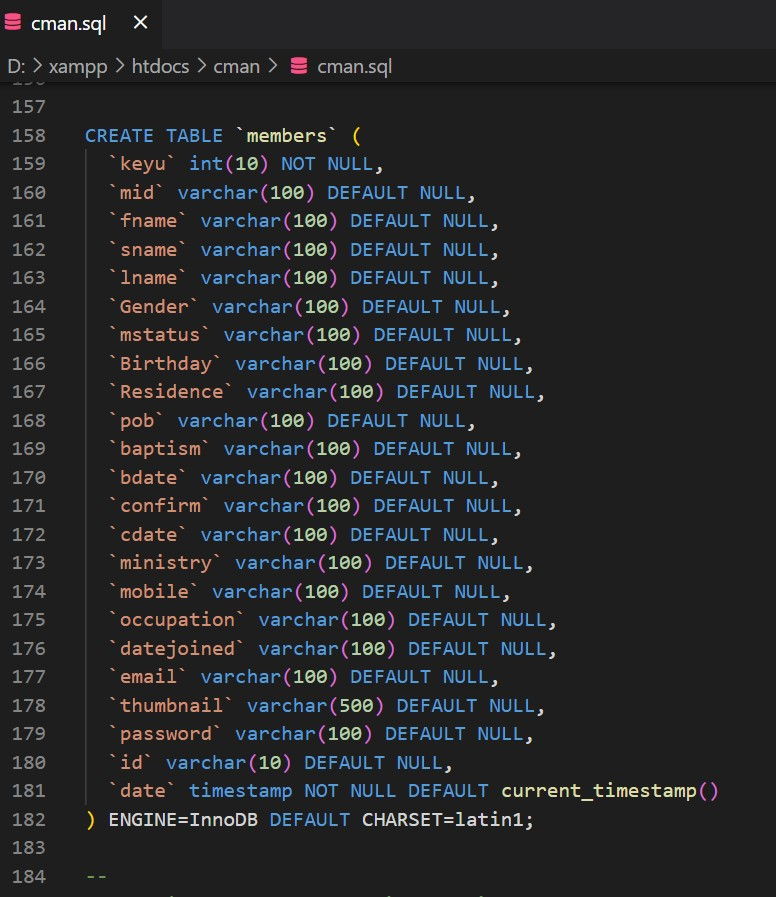 cman.sql ×
D: > xampp > htdocs > cman > cman.sql
157
158 CREATE TABLE `members` (
159 `keyu` int(10) NOT NULL,
160 `mid` varchar(100) DEFAULT NULL,
161 `fname` varchar(100) DEFAULT NULL,
162 `sname` varchar(100) DEFAULT NULL,
163 `lname` varchar(100) DEFAULT NULL,
164 `Gender` varchar(100) DEFAULT NULL,
165 `mstatus` varchar(100) DEFAULT NULL,
166 `Birthday` varchar(100) DEFAULT NULL,
167 `Residence` varchar(100) DEFAULT NULL,
168 `pob` varchar(100) DEFAULT NULL,
169 `baptism` varchar(100) DEFAULT NULL,
170 `bdate` varchar(100) DEFAULT NULL,
171 `confirm` varchar(100) DEFAULT NULL,
172 `cdate` varchar(100) DEFAULT NULL,
173 `ministry` varchar(100) DEFAULT NULL,
174 `mobile` varchar(100) DEFAULT NULL,
175 `occupation` varchar(100) DEFAULT NULL,
176 `datejoined` varchar(100) DEFAULT NULL,
177 `email` varchar(100) DEFAULT NULL,
178 `thumbnail` varchar(500) DEFAULT NULL,
179 `password` varchar(100) DEFAULT NULL,
180 `id` varchar(10) DEFAULT NULL,
181 `date` timestamp NOT NULL DEFAULT current_timestamp()
182 ) ENGINE=InnoDB DEFAULT CHARSET=latin1;
183
184 --